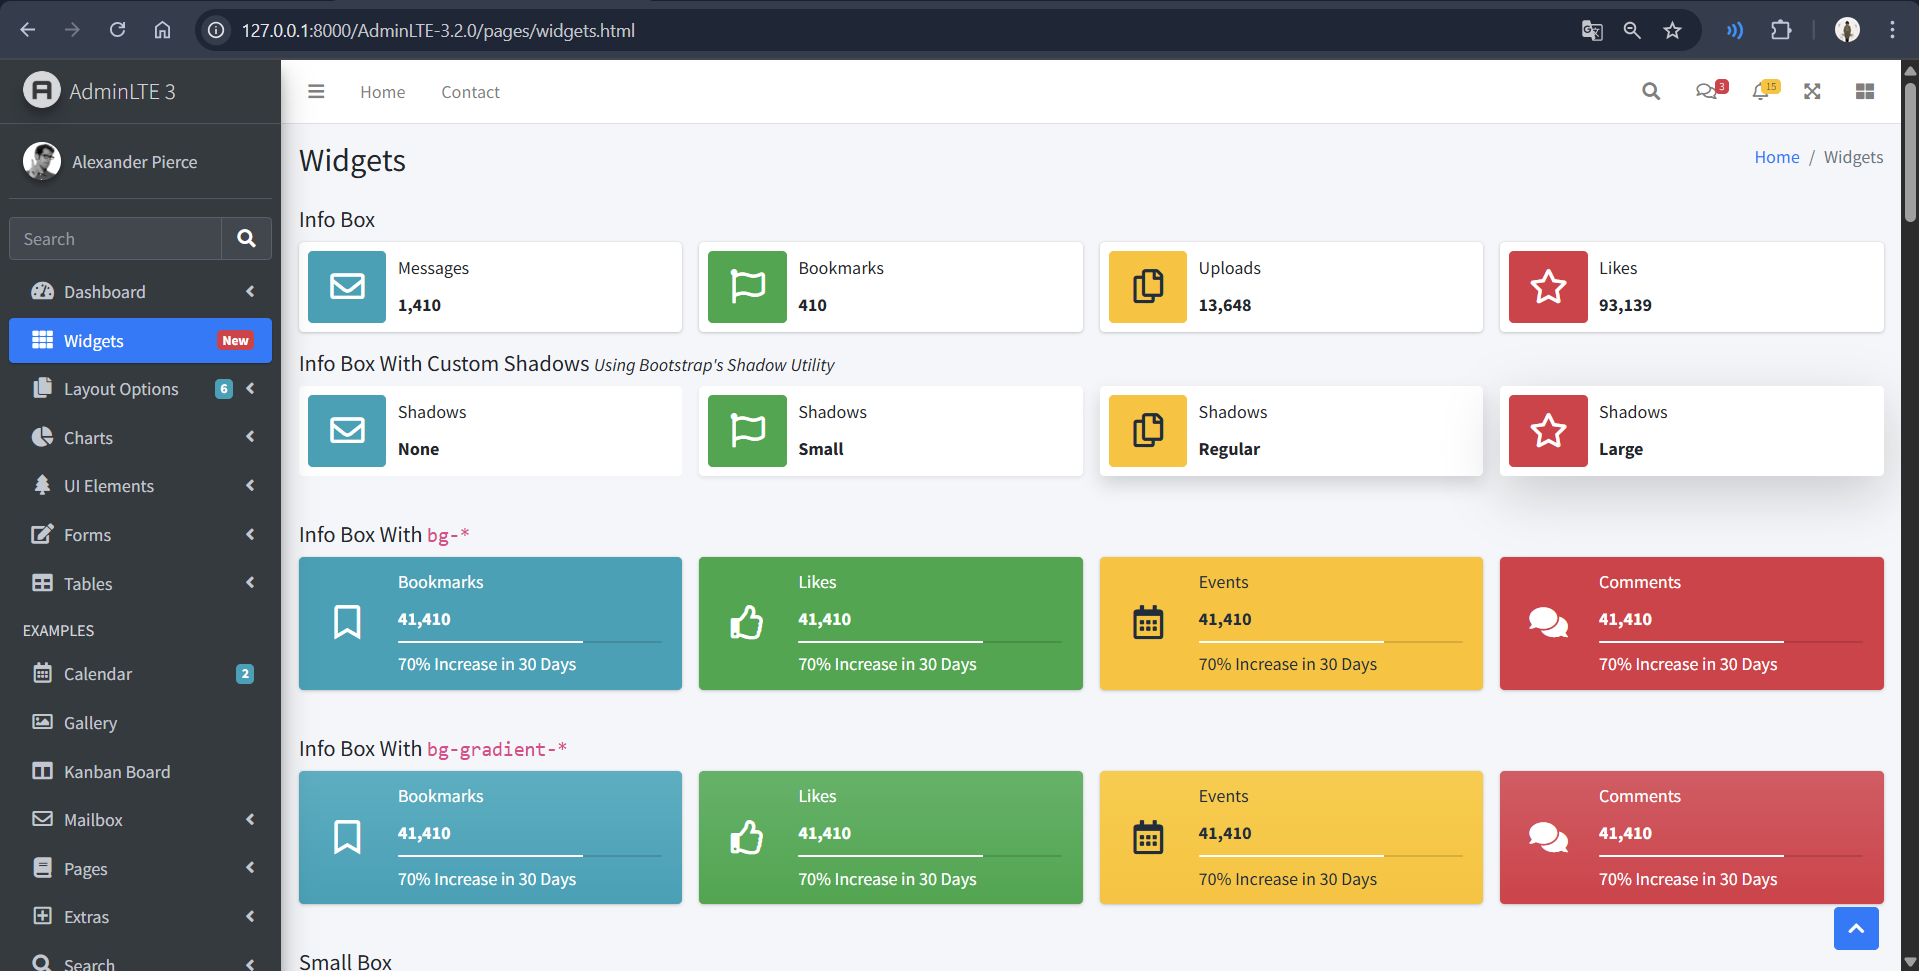 127.0.0.1:8000/AdminLTE-3.2.0/pages/widgets.html
AdminLTE 3
Home
Contact
3
15
Alexander Pierce
Search
Dashboard
Widgets
New
Layout Options
6
Charts
UI Elements
Forms
Tables
EXAMPLES
Calendar
2
Gallery
Kanban Board
Mailbox
Pages
Extras
Search
Widgets
Home / Widgets
Info Box
Messages
1,410
Bookmarks
410
Uploads
13,648
Likes
93,139
Info Box With Custom Shadows Using Bootstrap's Shadow Utility
Shadows
None
Shadows
Small
Shadows
Regular
Shadows
Large
Info Box With bg-*
Bookmarks
41,410
70% Increase in 30 Days
Likes
41,410
70% Increase in 30 Days
Events
41,410
70% Increase in 30 Days
Comments
41,410
70% Increase in 30 Days
Info Box With bg-gradient-*
Bookmarks
41,410
70% Increase in 30 Days
Likes
41,410
70% Increase in 30 Days
Events
41,410
70% Increase in 30 Days
Comments
41,410
70% Increase in 30 Days
Small Box